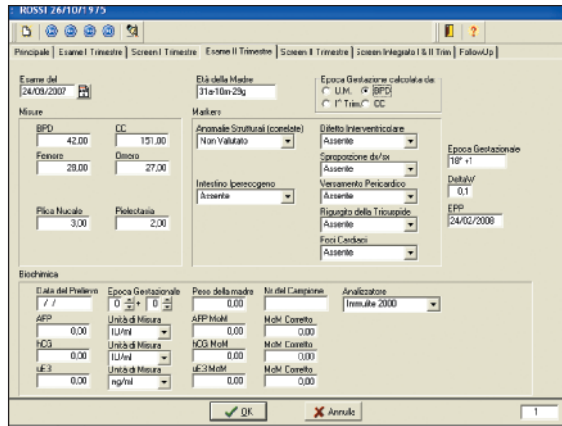 ROSSI 26/10/1975
Principale Esame I Trimestre Screen I Trimestre Esame II Trimestre Screen II Trimestre Screen Integrato I & II Trim FollowUp
Esame del Età della Madre Epoca Gestazione calcolata da:
24/09/2007 31a-10m-29g U.M. BPD
I° Trim. CC
Misure Markers
BPD CC Anomalie Strutturali (correlate) Difetto Interventricolare
42,00 151,00 Non Valutato Assente
Femore Omero Sproporzione dx/sx Epoca Gestazionale
29,00 27,00 Assente 18° +1
Intestino Iperecogeno Versamento Pericardico DeltaW
Assente Assente 0,1
Plica Nucale Pielectasia Rigurgito della Tricuspide EPP
3,00 2,00 Assente 24/02/2008
Foci Cardiaci
Assente
Biochimica
Data del Prelievo Epoca Gestazionale Peso della madre Nr.del Campione Analizzatore
/ / 0 + 0 0,00 Immulite 2000
AFP Unità di Misura AFP MoM MoM Corretto
0,00 IU/ml 0,00 0,00
hCG Unità di Misura hCG MoM MoM Corretto
0,00 IU/ml 0,00 0,00
uE3 Unità di Misura uE3 MoM MoM Corretto
0,00 ng/ml 0,00 0,00
OK Annulla 1